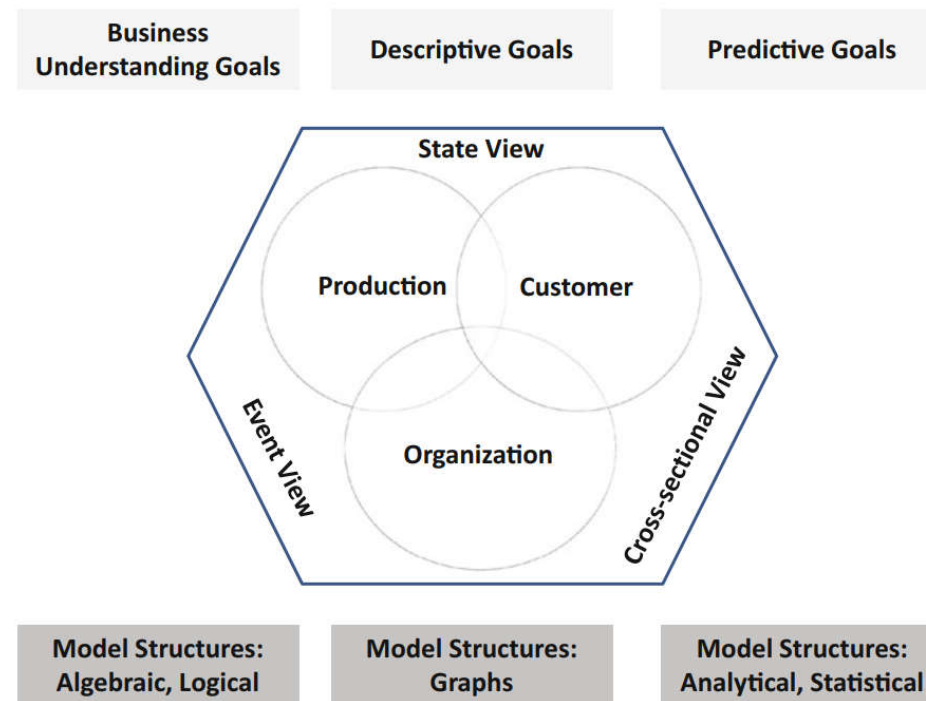 Business
Understanding Goals
Descriptive Goals
Predictive Goals
State View
Production
Customer
Organization
Event View
Cross-sectional View
Model Structures:
Algebraic, Logical
Model Structures:
Graphs
Model Structures:
Analytical, Statistical